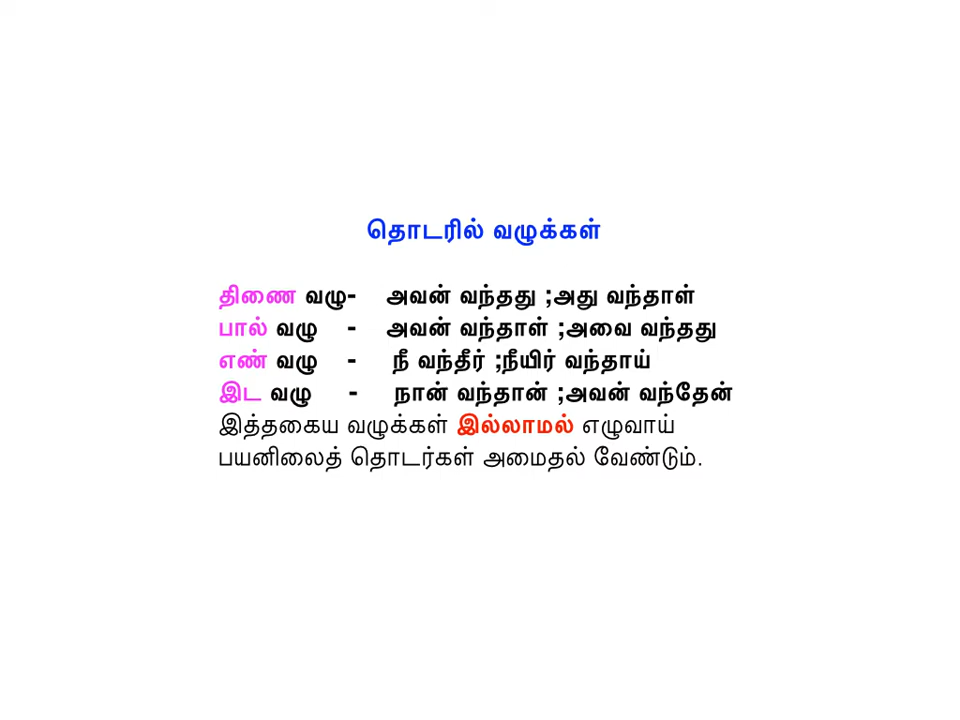 தொடரில் வழுக்கள்
திணை வழு- அவன் வந்தது ;அது வந்தாள்
பால் வழு - அவன் வந்தாள் ;அவை வந்தது
எண் வழு - நீ வந்தீர் ;நீயிர் வந்தாய்
இட வழு - நான் வந்தான் ;அவன் வந்தேன்
இத்தகைய வழுக்கள் இல்லாமல் எழுவாய்
பயனிலைத் தொடர்கள் அமைதல் வேண்டும்.